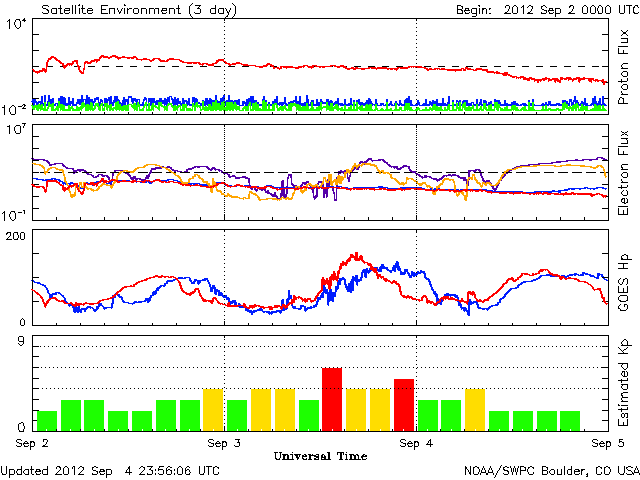 Satellite Environment (3 day) Begin: 2012 Sep 2 0000 UTC
10^4
10^-2
Proton Flux
10^7
10^-1
Electron Flux
200
0
GOES Hp
9
0
Estimated Kp
Sep 2 Sep 3 Sep 4 Sep 5
Universal Time
Updated 2012 Sep 4 23:56:06 UTC NOAA/SWPC Boulder, CO USA